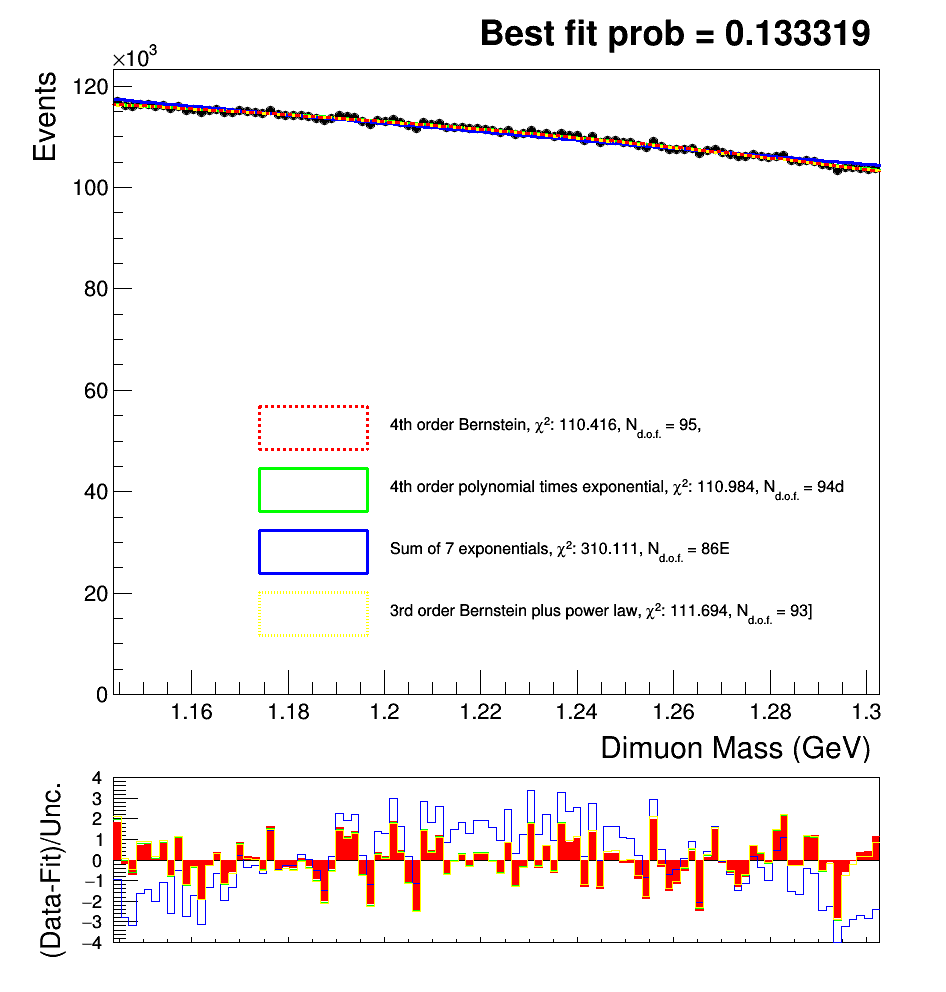 Best fit prob = 0.133319
×10³
Events
120
100
80
60
40
20
0
4th order Bernstein, χ²: 110.416, N_d.o.f. = 95,
4th order polynomial times exponential, χ²: 110.984, N_d.o.f. = 94d
Sum of 7 exponentials, χ²: 310.111, N_d.o.f. = 86E
3rd order Bernstein plus power law, χ²: 111.694, N_d.o.f. = 93]
1.16 1.18 1.2 1.22 1.24 1.26 1.28 1.3
Dimuon Mass (GeV)
(Data-Fit)/Unc.
4
3
2
1
0
−1
−2
−3
−4